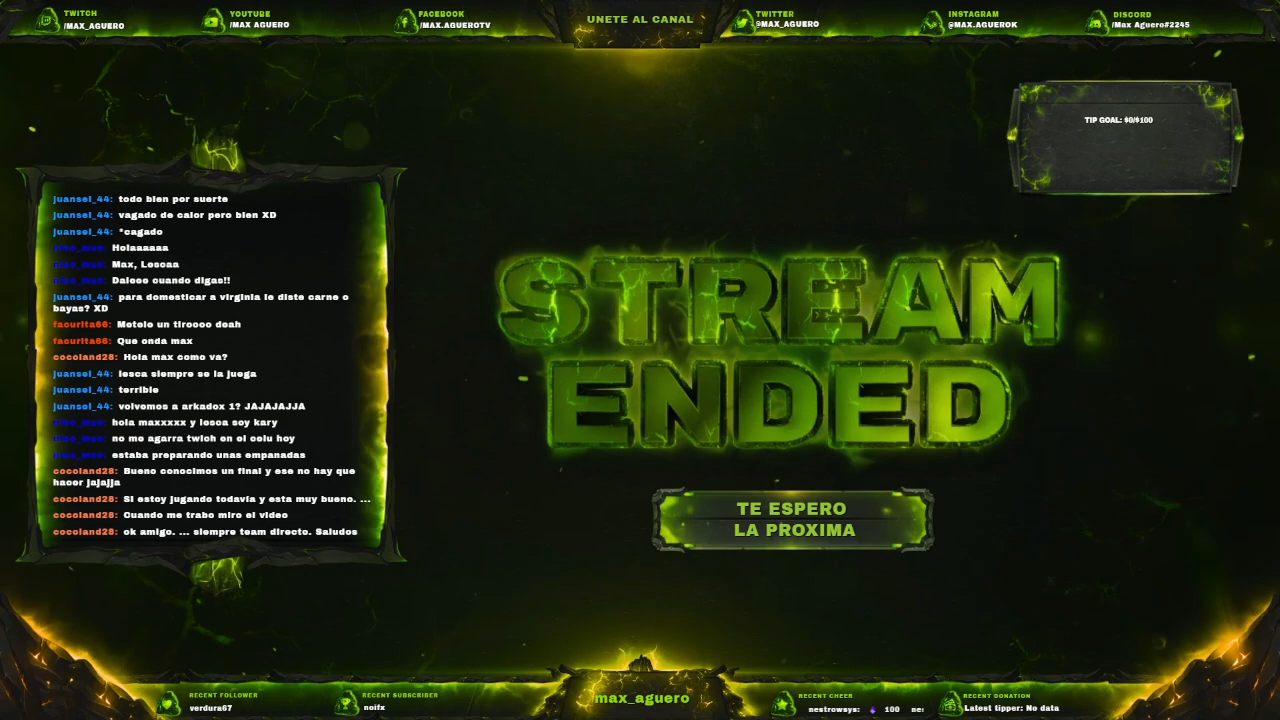 TWITCH
/MAX_AGUERO
YOUTUBE
/MAX AGUERO
FACEBOOK
/MAX.AGUEROTV
UNETE AL CANAL
TWITTER
@MAX_AGUERO
INSTAGRAM
@MAX.AGUEROK
DISCORD
/Max Aguero#2245
TIP GOAL: $0/$100
juansel_44: todo bien por suerte
juansel_44: vagado de calor pero bien XD
juansel_44: *cagado
Holaaaaa
Max, Loscaa
Daleee cuando digas!!
juansel_44: para domesticar a virginia le diste carne o
bayas? XD
facurita66: Metele un tiroooo deah
facurita66: Que onda max
cocoland28: Hola max como va?
juansel_44: lesca siempre se la juega
juansel_44: terrible
juansel_44: volvemos a arkadox 1? JAJAJAJJA
hola maxxxxx y losca soy kary
no me agarra twich en el celu hoy
estaba preparando unas empanadas
cocoland28: Bueno conocimos un final y ese no hay que
hacer jajajja
cocoland28: Si estoy jugando todavia y esta muy bueno. ...
cocoland28: Cuando me trabo miro el video
cocoland28: ok amigo. ... siempre team directo. Saludos
STREAM
ENDED
TE ESPERO
LA PROXIMA
RECENT FOLLOWER
verdura67
RECENT SUBSCRIBER
noifx
max_aguero
RECENT CHEER
nestrowsys: 100 ne
RECENT DONATION
Latest tipper: No data